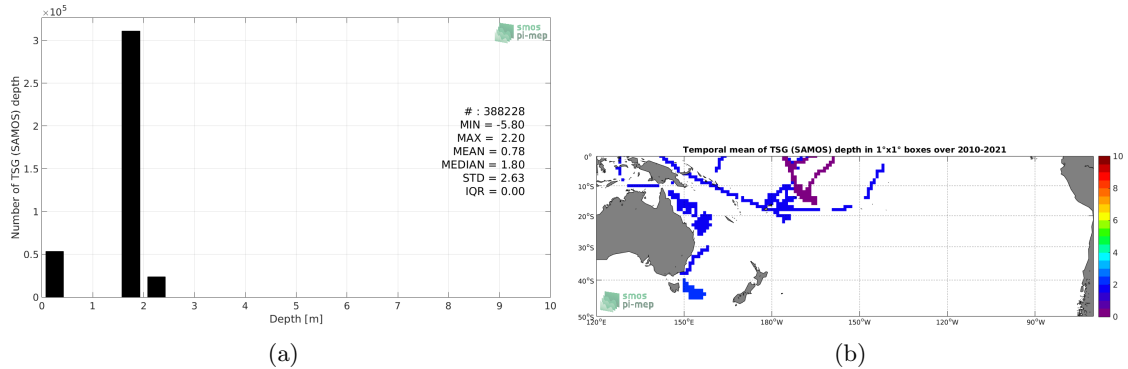 ×10⁵
3
2.5
2
1.5
1
0.5
0
Number of TSG (SAMOS) depth
0 1 2 3 4 5 6 7 8 9 10
Depth [m]
smos
pi-mep
# : 388228
MIN = -5.80
MAX = 2.20
MEAN = 0.78
MEDIAN = 1.80
STD = 2.63
IQR = 0.00
(a)
Temporal mean of TSG (SAMOS) depth in 1°x1° boxes over 2010-2021
0°
10°S
20°S
30°S
40°S
50°S
120°E 150°E 180°W 150°W 120°W 90°W
smos
pi-mep
10
8
6
4
2
0
(b)